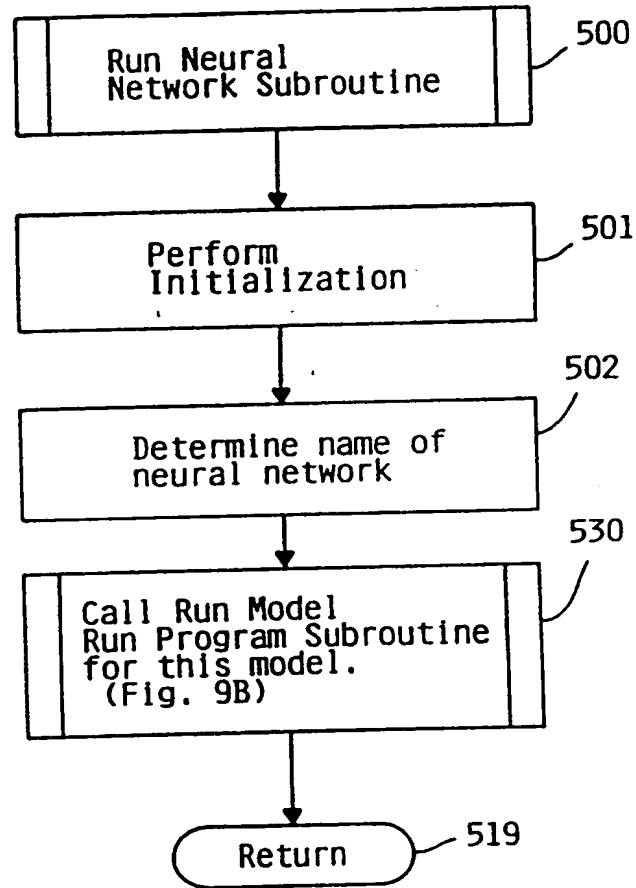 Run Neural
Network Subroutine
500
Perform
Initialization
501
502
Determine name of
neural network
530
Call Run Model
Run Program Subroutine
for this model.
(Fig. 9B)
Return
519